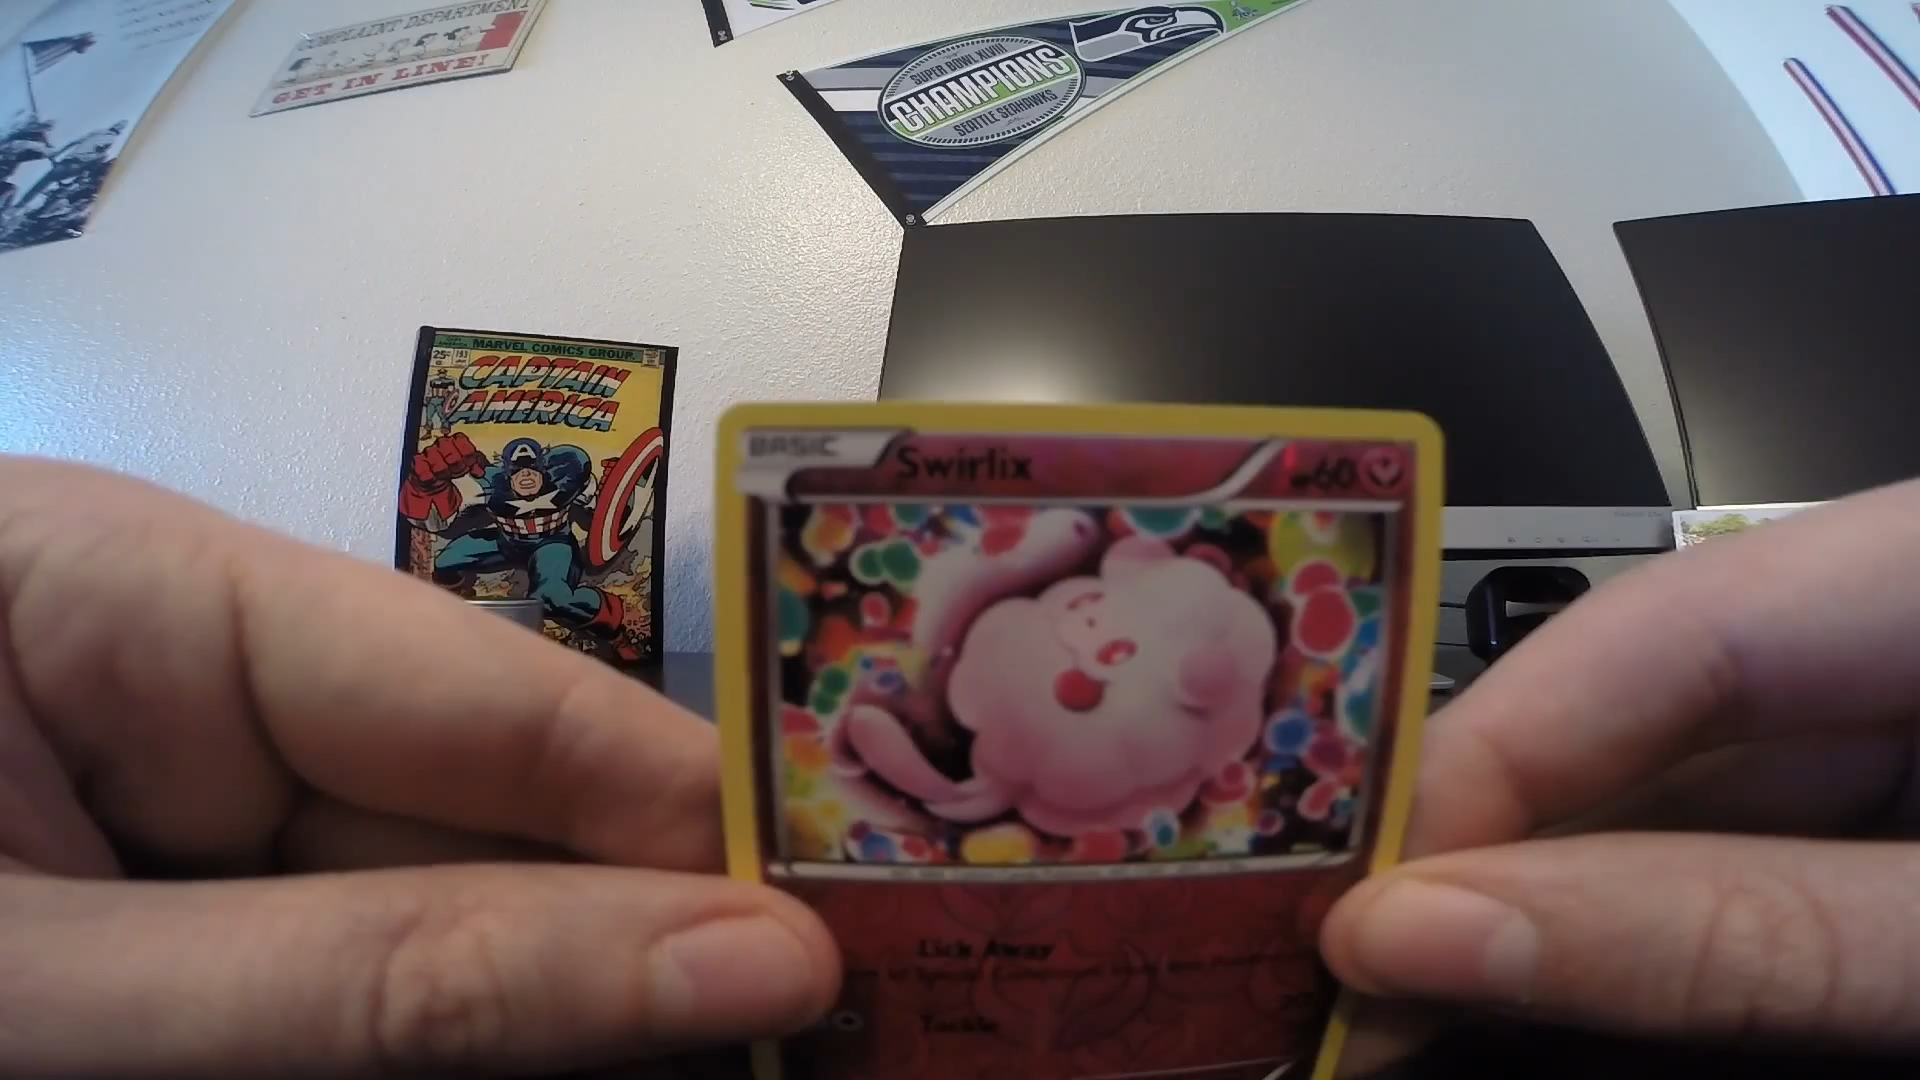 COMPLAINT DEPARTMENT
GET IN LINE!
SUPER BOWL XLVIII
CHAMPIONS
SEATTLE SEAHAWKS
MARVEL COMICS GROUP
25¢ 193
CAPTAIN
AMERICA
BASIC Swirlix HP60
Lick Away
Tackle